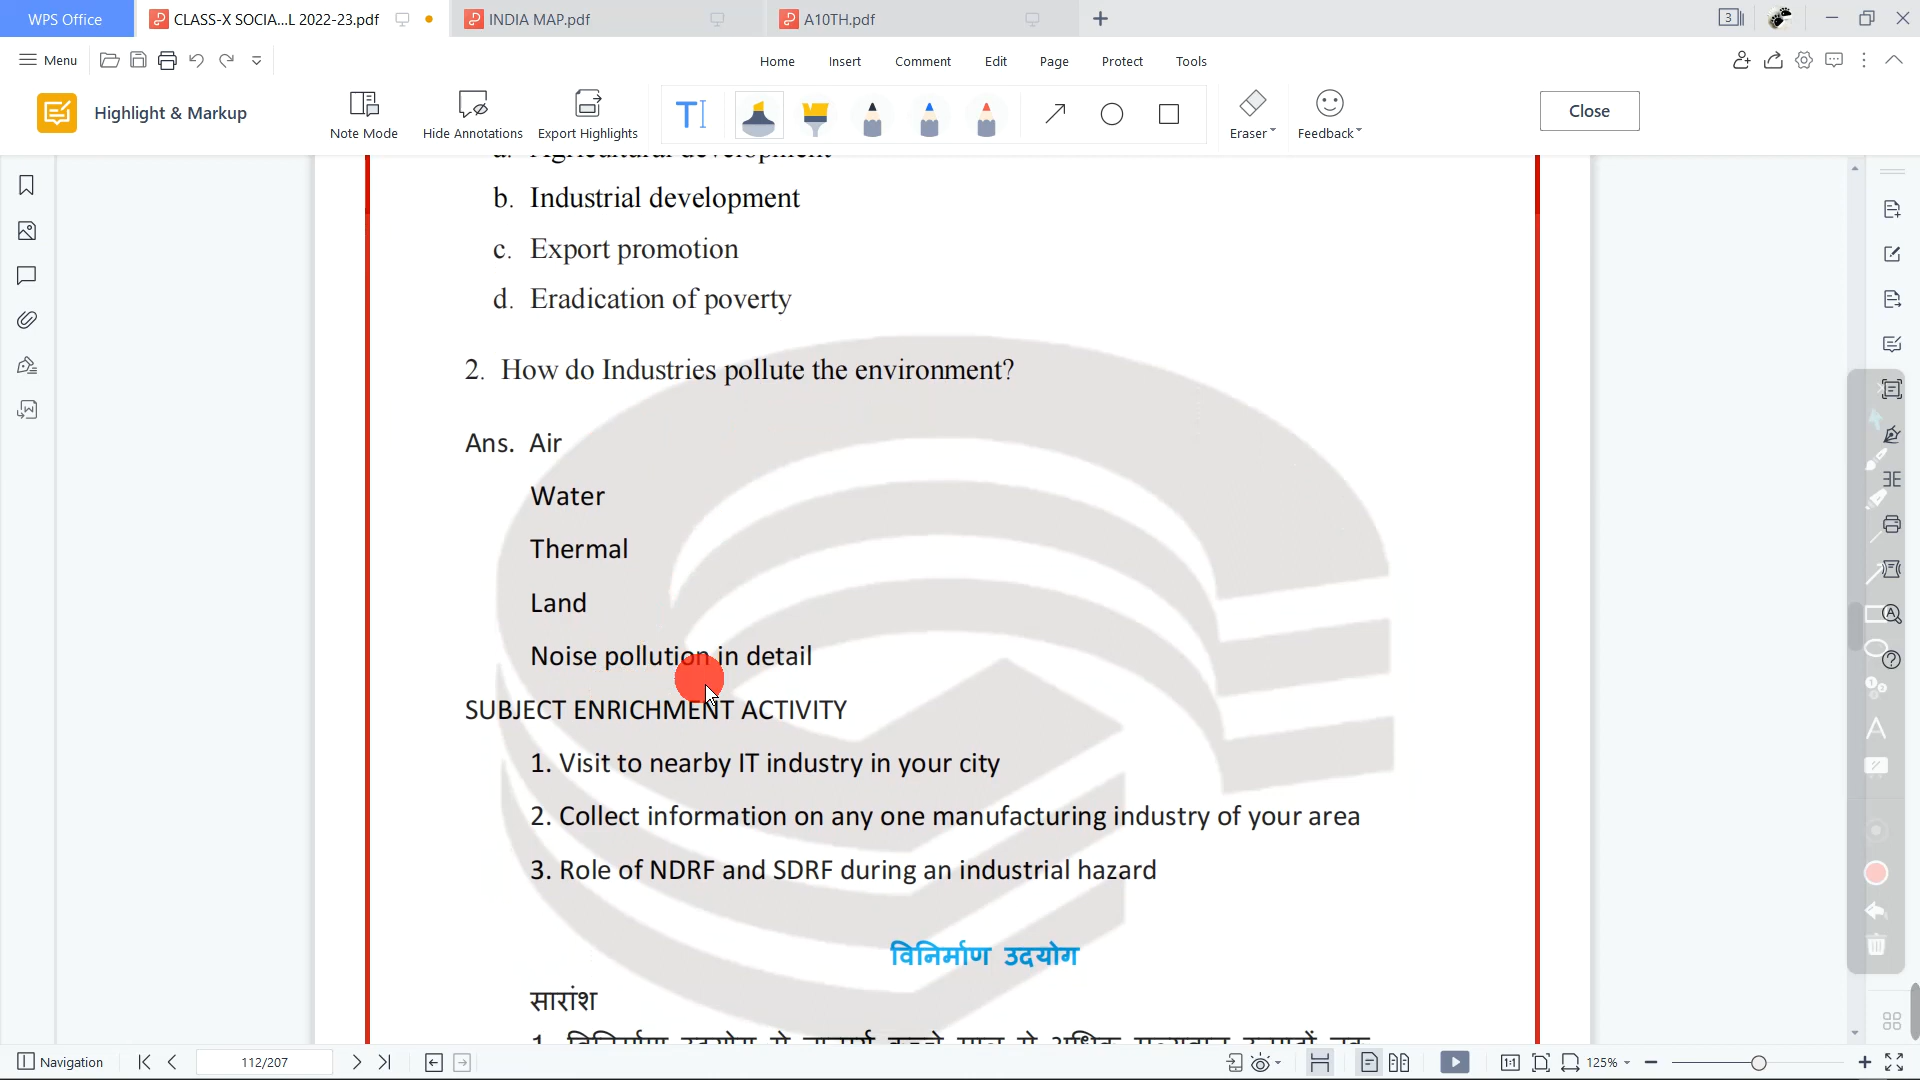 WPS Office
CLASS-X SOCIA...L 2022-23.pdf
INDIA MAP.pdf
A10TH.pdf
3
Menu
Home Insert Comment Edit Page Protect Tools
Highlight & Markup
Note Mode Hide Annotations Export Highlights
Eraser Feedback
Close
a. Agricultural development
b. Industrial development
c. Export promotion
d. Eradication of poverty
2. How do Industries pollute the environment?
Ans. Air
Water
Thermal
Land
Noise pollution in detail
SUBJECT ENRICHMENT ACTIVITY
1. Visit to nearby IT industry in your city
2. Collect information on any one manufacturing industry of your area
3. Role of NDRF and SDRF during an industrial hazard
विनिर्माण उदयोग
सारांश
Navigation
112/207
125%